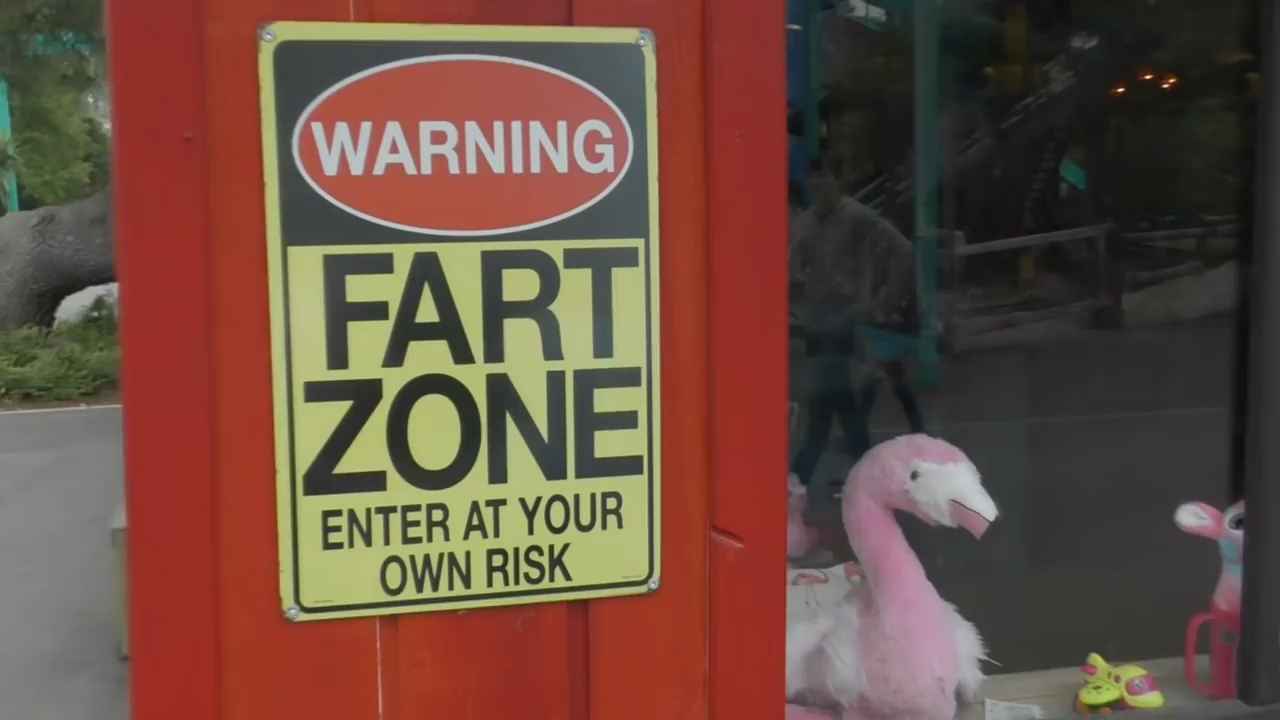 WARNING
FART
ZONE
ENTER AT YOUR
OWN RISK